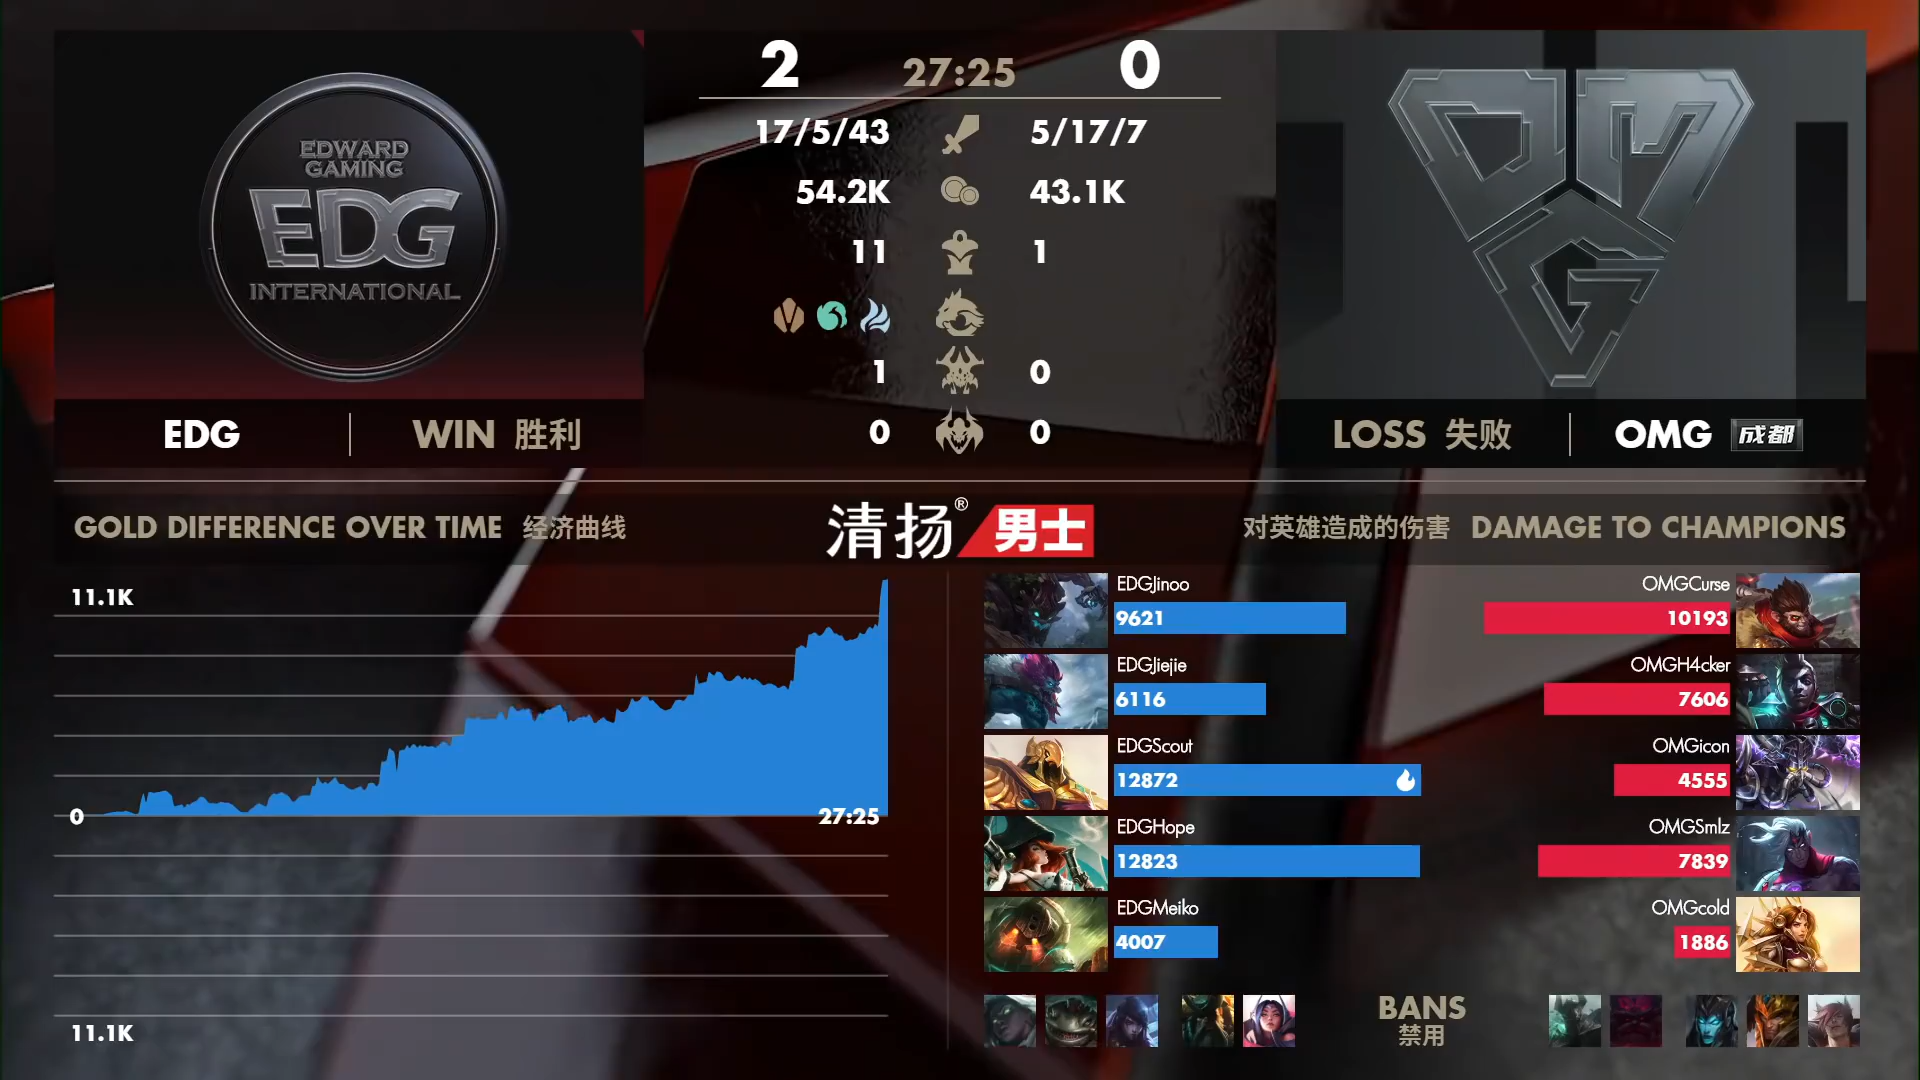 2 27:25 0
17/5/43 5/17/7
54.2K 43.1K
11 1
1 0
0 0
EDWARD
GAMING
EDG
INTERNATIONAL
OMG
EDG WIN 胜利
LOSS 失败 OMG 成都
GOLD DIFFERENCE OVER TIME 经济曲线
清扬® 男士
对英雄造成的伤害 DAMAGE TO CHAMPIONS
11.1K
0 27:25
11.1K
EDGJinoo
9621
EDGJiejie
6116
EDGScout
12872
EDGHope
12823
EDGMeiko
4007
OMGCurse
10193
OMGH4cker
7606
OMGicon
4555
OMGSmlz
7839
OMGcold
1886
BANS
禁用